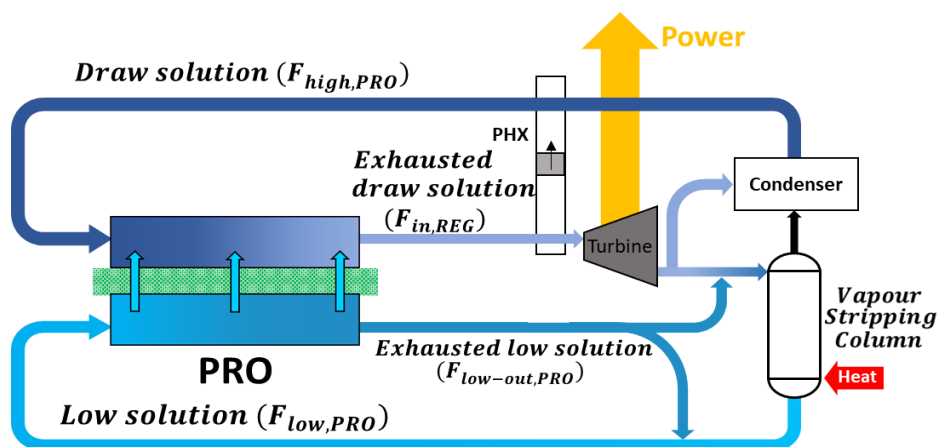 Power
Draw solution (F_high,PRO)
PHX
Exhausted
draw solution
(F_in,REG)
Condenser
Turbine
Vapour
Stripping
Column
Exhausted low solution
(F_low−out,PRO)
PRO
Heat
Low solution (F_low,PRO)